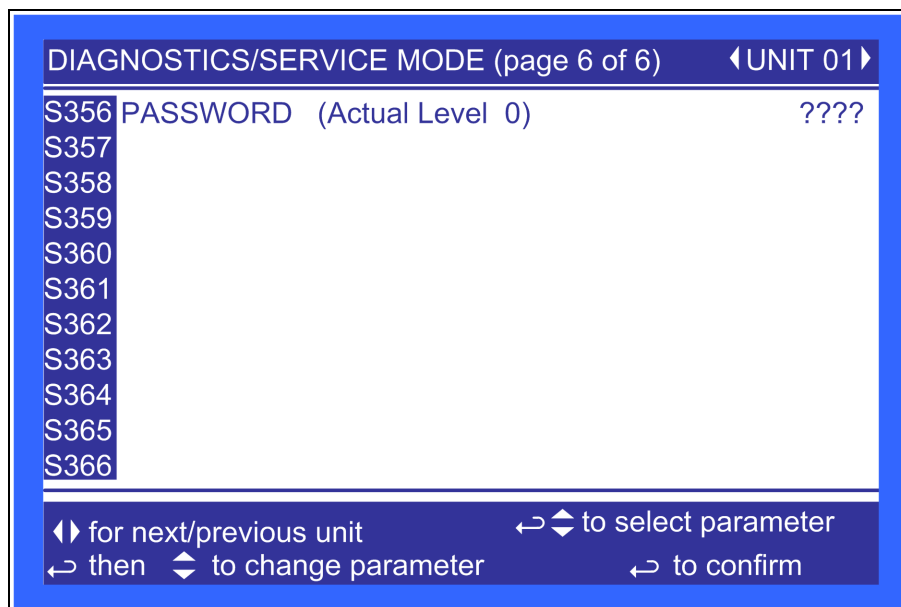 DIAGNOSTICS/SERVICE MODE (page 6 of 6) UNIT 01
S356 PASSWORD (Actual Level 0) ????
S357
S358
S359
S360
S361
S362
S363
S364
S365
S366
for next/previous unit to select parameter
then to change parameter to confirm